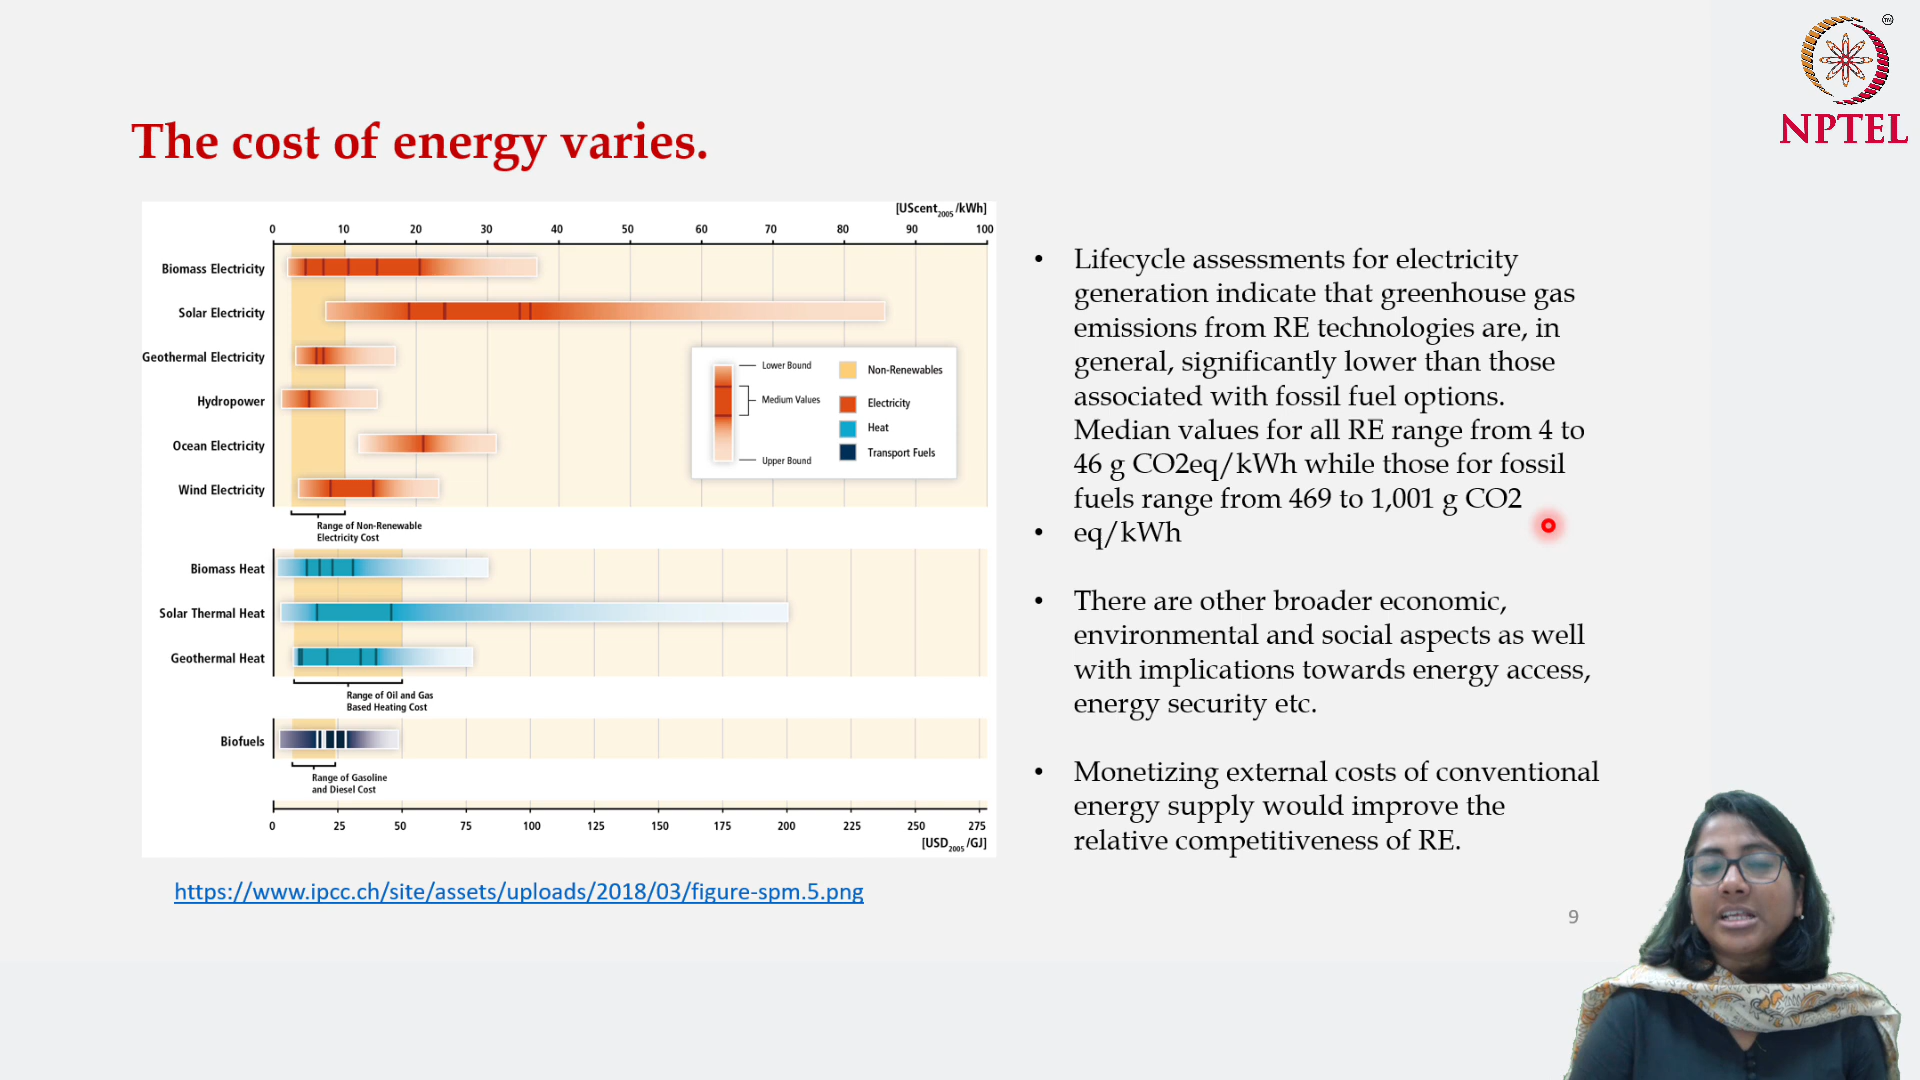 The cost of energy varies.
NPTEL
TM
[UScent2005/kWh]
0 10 20 30 40 50 60 70 80 90 100
Biomass Electricity
Solar Electricity
Geothermal Electricity
Hydropower
Ocean Electricity
Wind Electricity
Lower Bound
Medium Values
Upper Bound
Non-Renewables
Electricity
Heat
Transport Fuels
Range of Non-Renewable
Electricity Cost
Biomass Heat
Solar Thermal Heat
Geothermal Heat
Range of Oil and Gas
Based Heating Cost
Biofuels
Range of Gasoline
and Diesel Cost
0 25 50 75 100 125 150 175 200 225 250 275
[USD2005/GJ]
https://www.ipcc.ch/site/assets/uploads/2018/03/figure-spm.5.png
• Lifecycle assessments for electricity
generation indicate that greenhouse gas
emissions from RE technologies are, in
general, significantly lower than those
associated with fossil fuel options.
Median values for all RE range from 4 to
46 g CO2eq/kWh while those for fossil
fuels range from 469 to 1,001 g CO2
• eq/kWh
• There are other broader economic,
environmental and social aspects as well
with implications towards energy access,
energy security etc.
• Monetizing external costs of conventional
energy supply would improve the
relative competitiveness of RE.
9